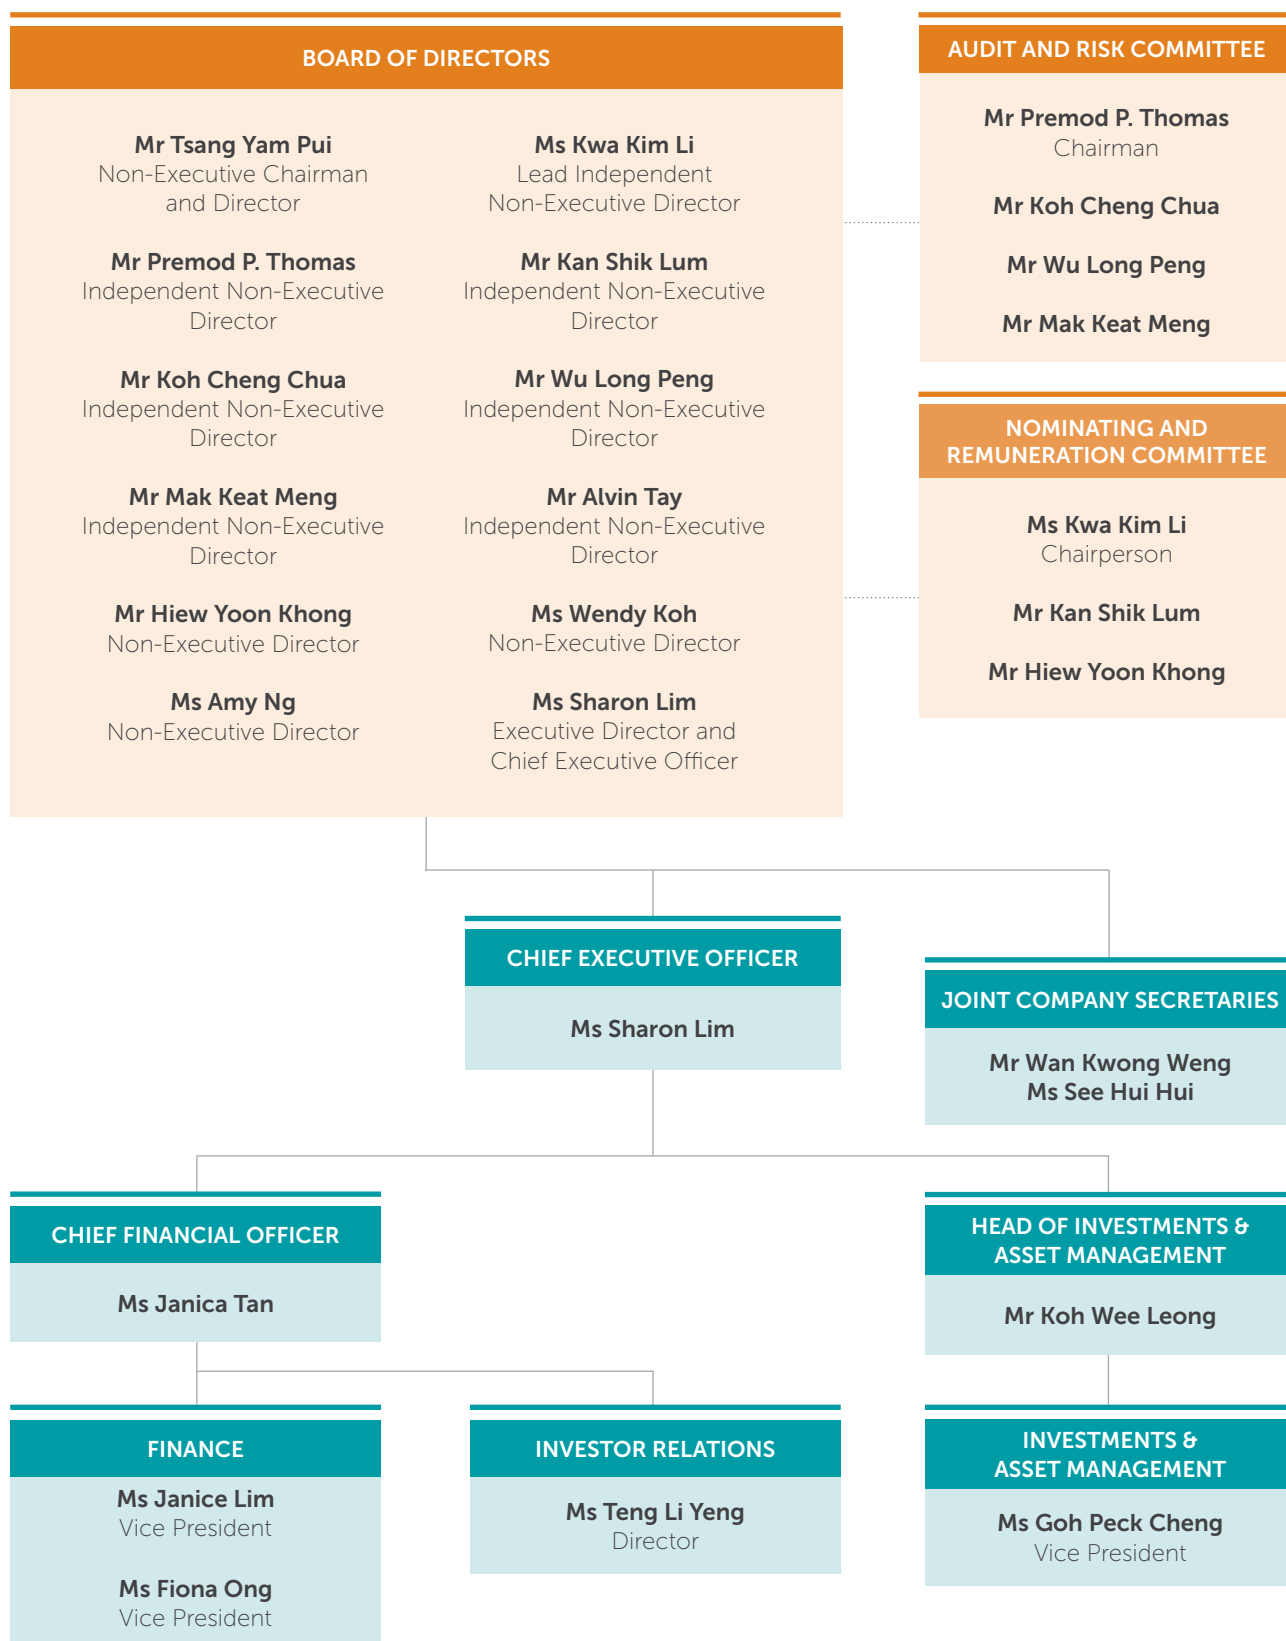 BOARD OF DIRECTORS
Mr Tsang Yam Pui
Non-Executive Chairman
and Director
Ms Kwa Kim Li
Lead Independent
Non-Executive Director
Mr Premod P. Thomas
Independent Non-Executive
Director
Mr Kan Shik Lum
Independent Non-Executive
Director
Mr Koh Cheng Chua
Independent Non-Executive
Director
Mr Wu Long Peng
Independent Non-Executive
Director
Mr Mak Keat Meng
Independent Non-Executive
Director
Mr Alvin Tay
Independent Non-Executive
Director
Mr Hiew Yoon Khong
Non-Executive Director
Ms Wendy Koh
Non-Executive Director
Ms Amy Ng
Non-Executive Director
Ms Sharon Lim
Executive Director and
Chief Executive Officer
AUDIT AND RISK COMMITTEE
Mr Premod P. Thomas
Chairman
Mr Koh Cheng Chua
Mr Wu Long Peng
Mr Mak Keat Meng
NOMINATING AND
REMUNERATION COMMITTEE
Ms Kwa Kim Li
Chairperson
Mr Kan Shik Lum
Mr Hiew Yoon Khong
CHIEF EXECUTIVE OFFICER
Ms Sharon Lim
JOINT COMPANY SECRETARIES
Mr Wan Kwong Weng
Ms See Hui Hui
CHIEF FINANCIAL OFFICER
Ms Janica Tan
HEAD OF INVESTMENTS &
ASSET MANAGEMENT
Mr Koh Wee Leong
FINANCE
Ms Janice Lim
Vice President
Ms Fiona Ong
Vice President
INVESTOR RELATIONS
Ms Teng Li Yeng
Director
INVESTMENTS &
ASSET MANAGEMENT
Ms Goh Peck Cheng
Vice President